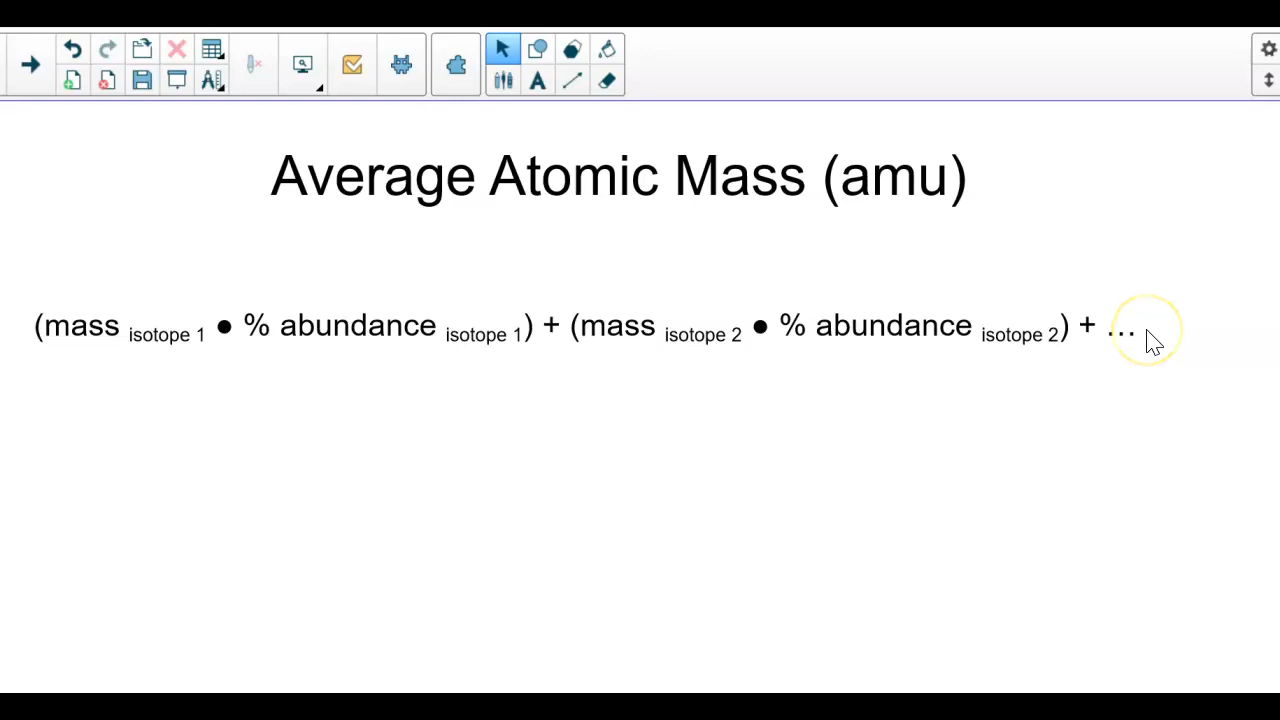 Average Atomic Mass (amu)
(mass isotope 1 ● % abundance isotope 1) + (mass isotope 2 ● % abundance isotope 2) + ...